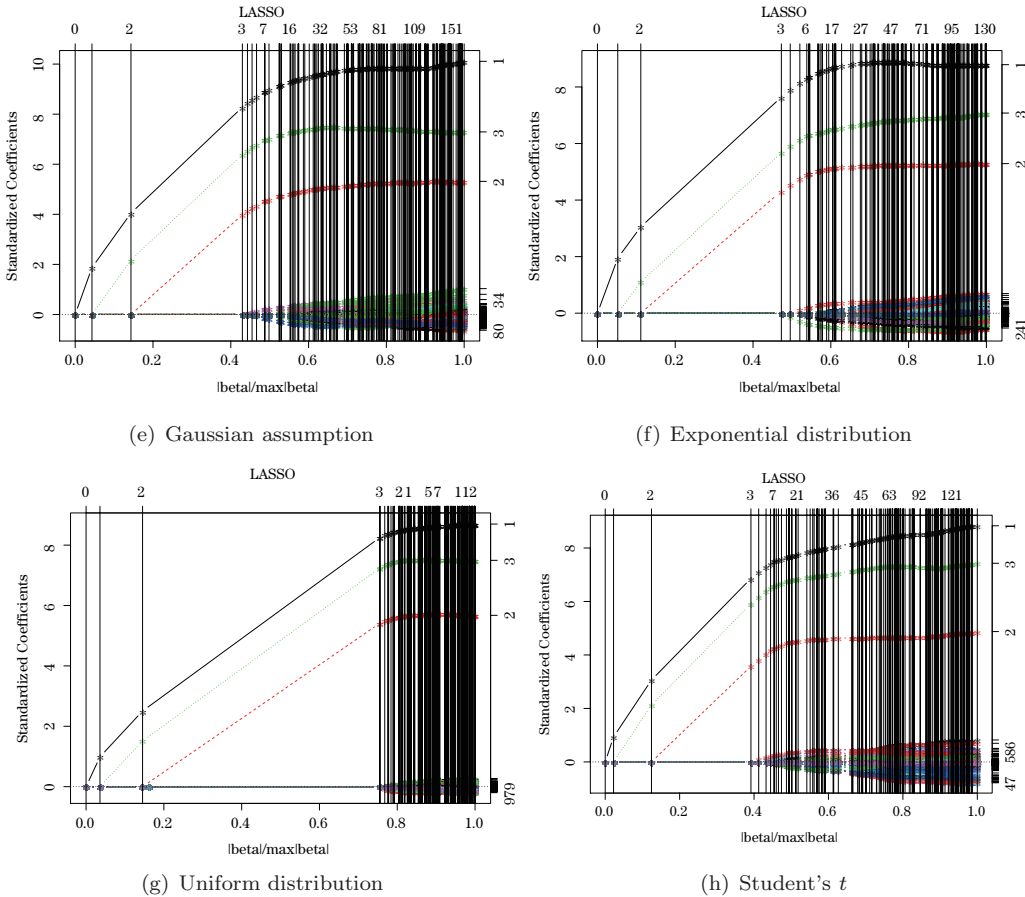 LASSO
0 2 3 7 16 32 53 81 109 151
Standardized Coefficients
0 2 4 6 8 10
1
3
2
34
80
0.0 0.2 0.4 0.6 0.8 1.0
|beta|/max|beta|
(e) Gaussian assumption
LASSO
0 2 3 6 17 27 47 71 95 130
Standardized Coefficients
0 2 4 6 8
1
3
2
241
0.0 0.2 0.4 0.6 0.8 1.0
|beta|/max|beta|
(f) Exponential distribution
LASSO
0 2 3 21 57 112
Standardized Coefficients
0 2 4 6 8
1
3
2
979
0.0 0.2 0.4 0.6 0.8 1.0
|beta|/max|beta|
(g) Uniform distribution
LASSO
0 2 3 7 21 36 45 63 92 121
Standardized Coefficients
0 2 4 6 8
1
3
2
586
47
0.0 0.2 0.4 0.6 0.8 1.0
|beta|/max|beta|
(h) Student's t